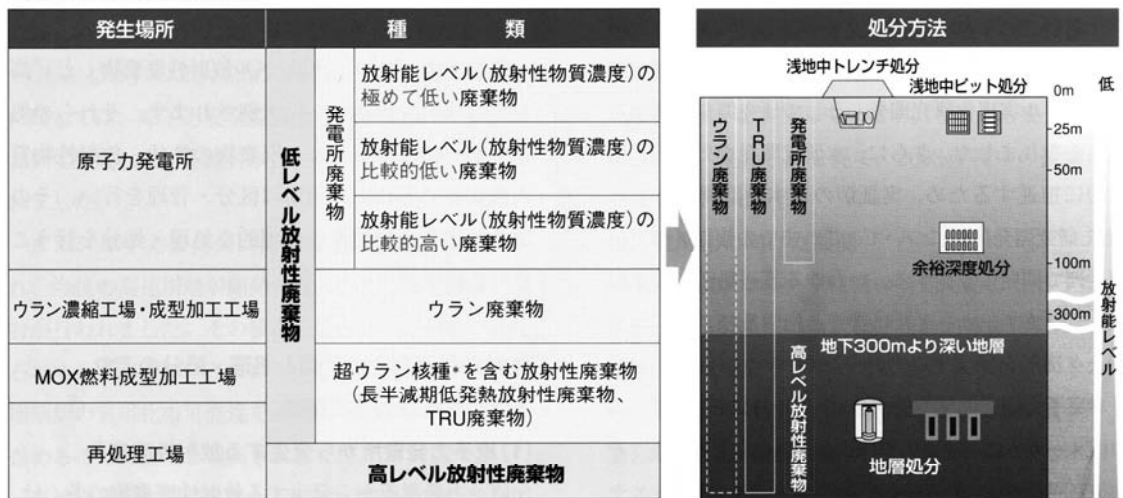 発生場所
種 類
原子力発電所
低レベル放射性廃棄物
発電所廃棄物
放射能レベル(放射性物質濃度)の
極めて低い廃棄物
放射能レベル(放射性物質濃度)の
比較的低い廃棄物
放射能レベル(放射性物質濃度)の
比較的高い廃棄物
ウラン濃縮工場・成型加工工場
ウラン廃棄物
MOX燃料成型加工工場
超ウラン核種・を含む放射性廃棄物
(長半減期低発熱放射性廃棄物、
TRU廃棄物)
再処理工場
高レベル放射性廃棄物
処分方法
浅地中トレンチ処分
浅地中ピット処分
0m
低
-25m
-50m
-100m
-300m
ウラン廃棄物
TRU廃棄物
発電所廃棄物
余裕深度処分
放射能レベル
地下300mより深い地層
高レベル放射性廃棄物
地層処分